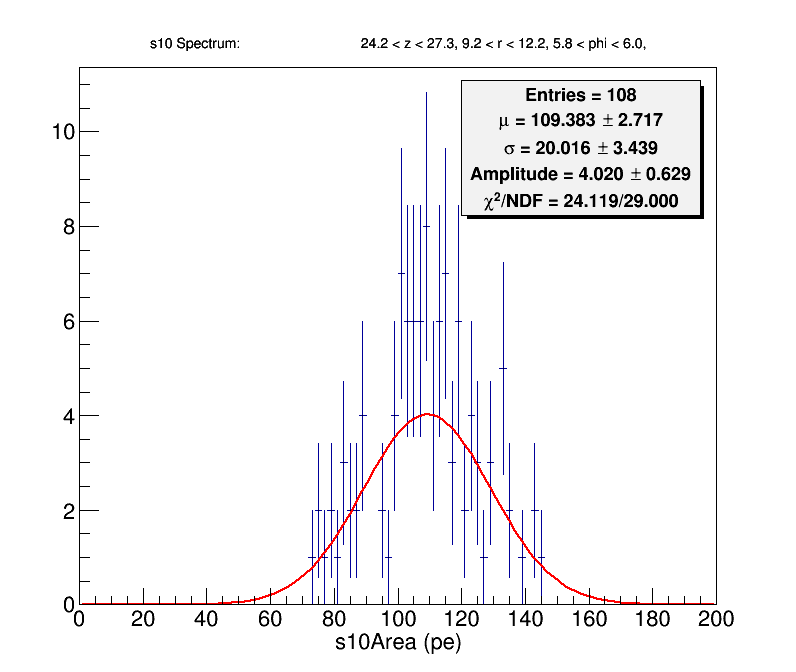 s10 Spectrum: 24.2 < z < 27.3, 9.2 < r < 12.2, 5.8 < phi < 6.0,
Entries = 108
μ = 109.383 ± 2.717
σ = 20.016 ± 3.439
Amplitude = 4.020 ± 0.629
χ²/NDF = 24.119/29.000
10
8
6
4
2
0
0 20 40 60 80 100 120 140 160 180 200
s10Area (pe)